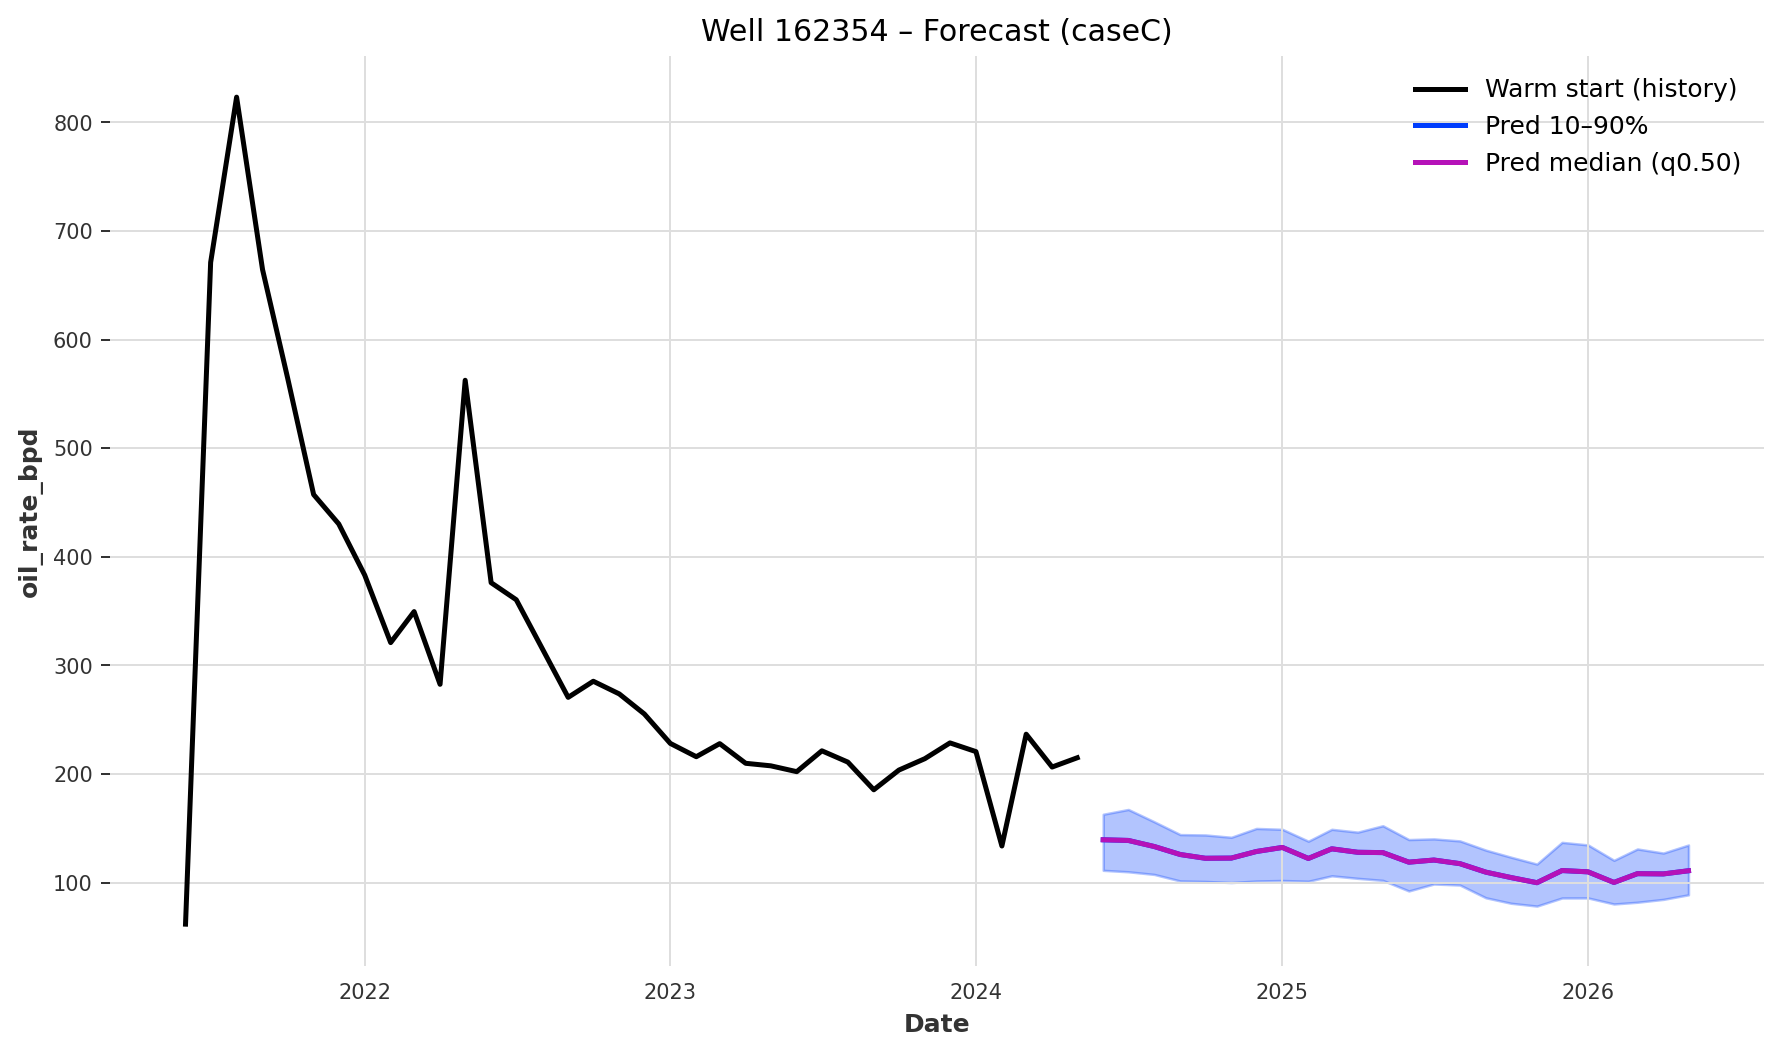 Well 162354 – Forecast (caseC)
Warm start (history)
Pred 10–90%
Pred median (q0.50)
oil_rate_bpd
800
700
600
500
400
300
200
100
2022
2023
2024
2025
2026
Date